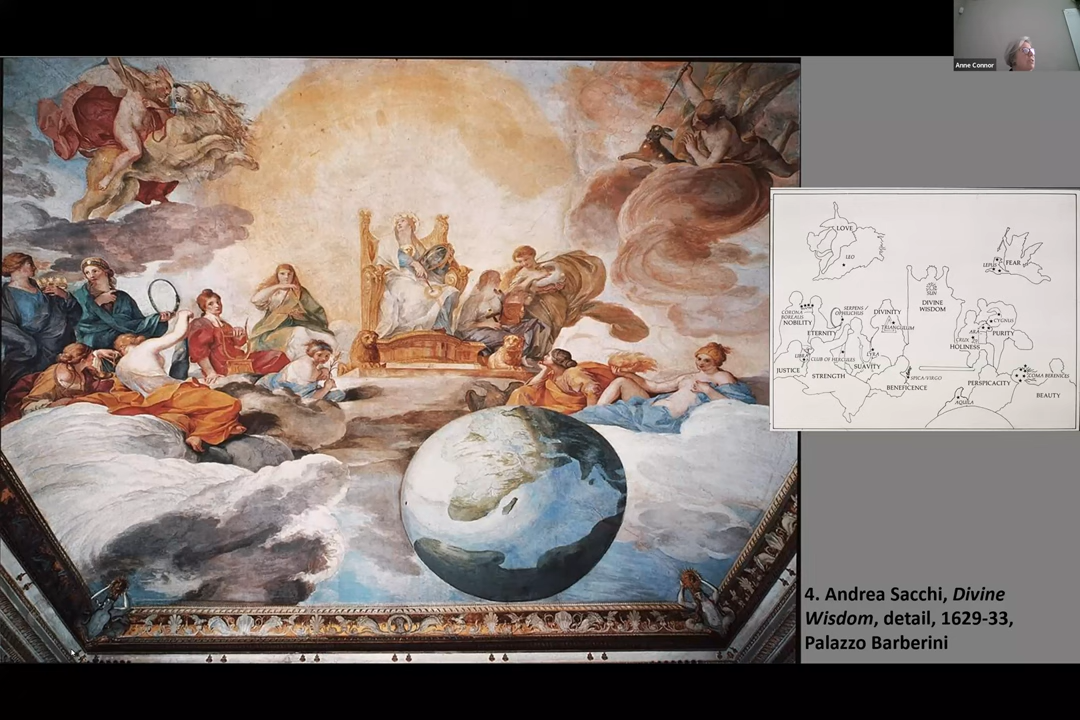 Anne Connor
LOVE
LEO
FEAR
LEPUS
SUN
DIVINE
WISDOM
CORONA
BOREALIS
NOBILITY
SERPENS
OPHIUCHUS
ETERNITY
DIVINITY
TRIANGULUM
CYGNUS
ARA
PURITY
CRUX
HOLINESS
LIBRA
CLUB OF HERCULES
LYRA
JUSTICE
STRENGTH
SUAVITY
SPICA/VIRGO
BENEFICENCE
PERSPICACITY
COMA BERENICES
BEAUTY
AQUILA
4. Andrea Sacchi, Divine
Wisdom, detail, 1629-33,
Palazzo Barberini